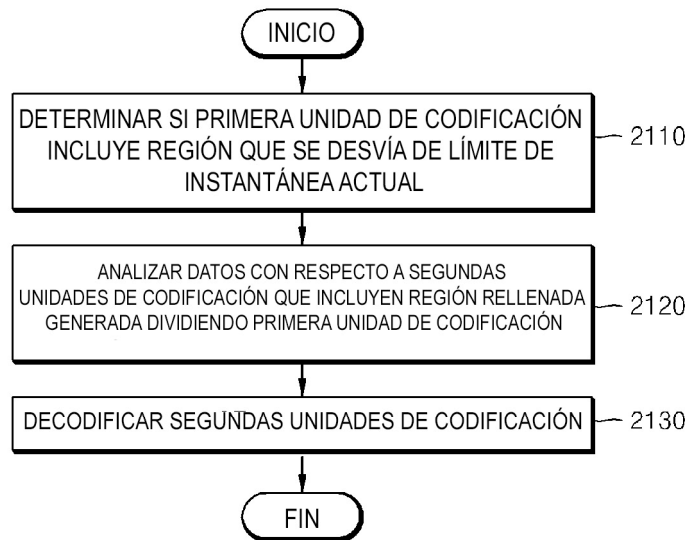 INICIO
DETERMINAR SI PRIMERA UNIDAD DE CODIFICACIÓN
INCLUYE REGIÓN QUE SE DESVÍA DE LÍMITE DE
INSTANTÁNEA ACTUAL
2110
ANALIZAR DATOS CON RESPECTO A SEGUNDAS
UNIDADES DE CODIFICACIÓN QUE INCLUYEN REGIÓN RELLENADA
GENERADA DIVIDIENDO PRIMERA UNIDAD DE CODIFICACIÓN
2120
DECODIFICAR SEGUNDAS UNIDADES DE CODIFICACIÓN
2130
FIN